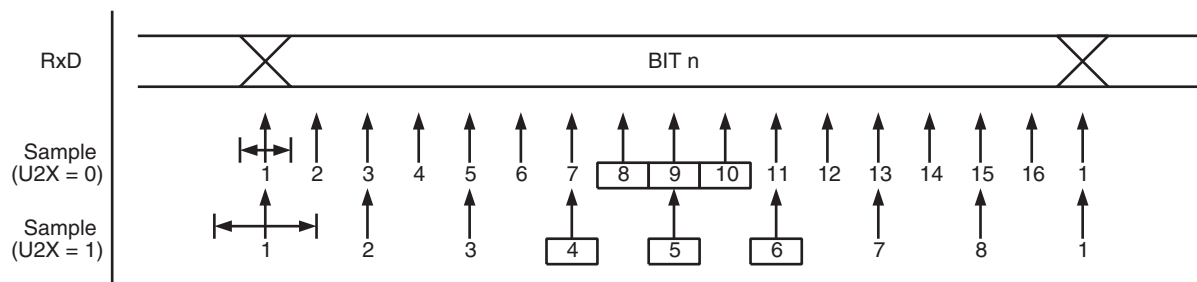 RxD BIT n
Sample
(U2X = 0) 1 2 3 4 5 6 7 8 9 10 11 12 13 14 15 16 1
Sample
(U2X = 1) 1 2 3 4 5 6 7 8 1